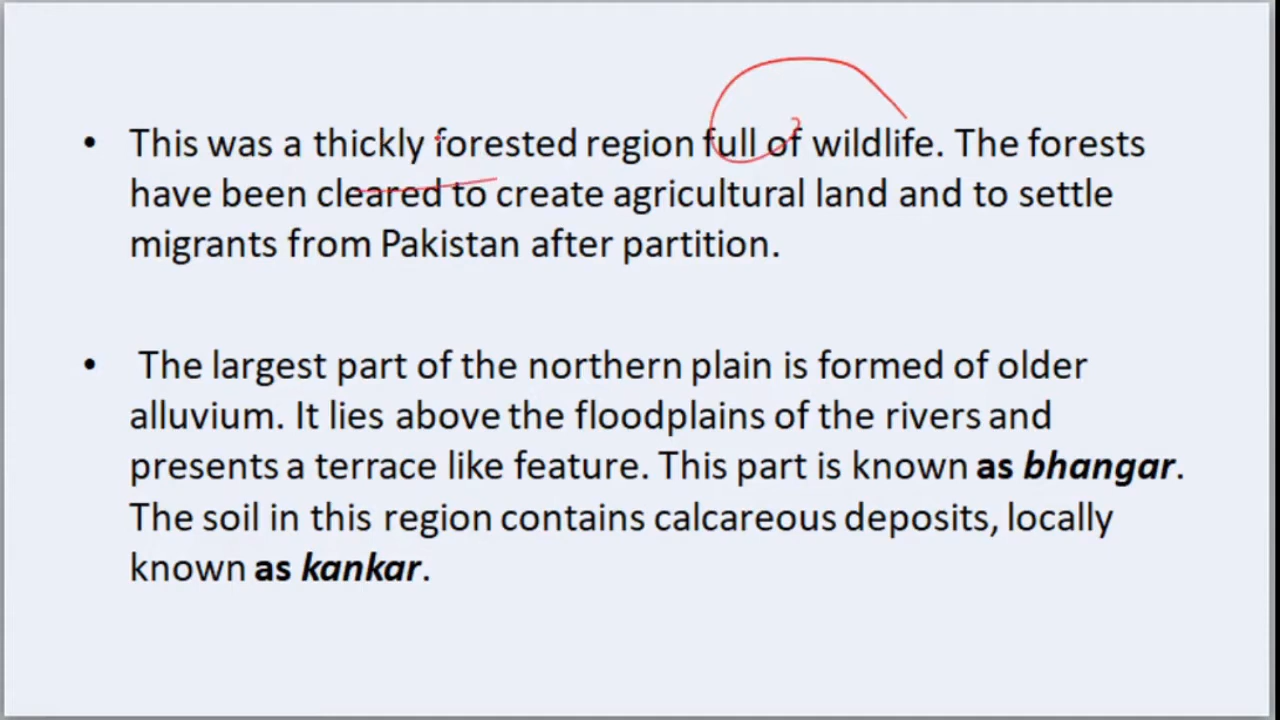 • This was a thickly forested region full of wildlife. The forests
have been cleared to create agricultural land and to settle
migrants from Pakistan after partition.
• The largest part of the northern plain is formed of older
alluvium. It lies above the floodplains of the rivers and
presents a terrace like feature. This part is known as bhangar.
The soil in this region contains calcareous deposits, locally
known as kankar.